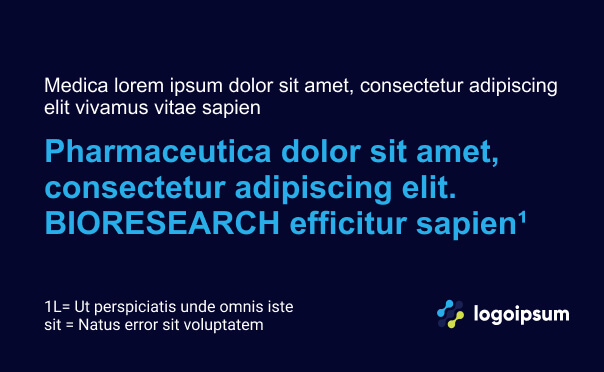 Medica lorem ipsum dolor sit amet, consectetur adipiscing
elit vivamus vitae sapien
Pharmaceutica dolor sit amet,
consectetur adipiscing elit.
BIORESEARCH efficitur sapien¹
1L= Ut perspiciatis unde omnis iste
sit = Natus error sit voluptatem
logoipsum